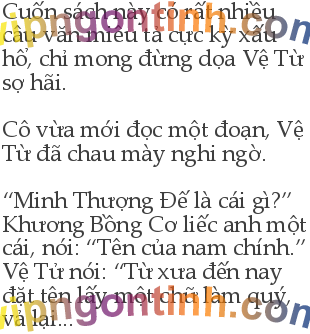 Cuốn sách này có rất nhiều
câu văn miêu tả cực kỳ xấu
hổ, chỉ mong đừng dọa Vệ Từ
sợ hãi.
Cô vừa mới đọc một đoạn, Vệ
Từ đã chau mày nghi ngờ.
“Minh Thượng Đế là cái gì?”
Khương Bồng Cơ liếc anh một
cái, nói: “Tên của nam chính.”
Vệ Từ nói: “Từ xưa đến nay
đặt tên lấy một chữ làm quý,
vả lại...
vipngontinh.com
vipngontinh.com